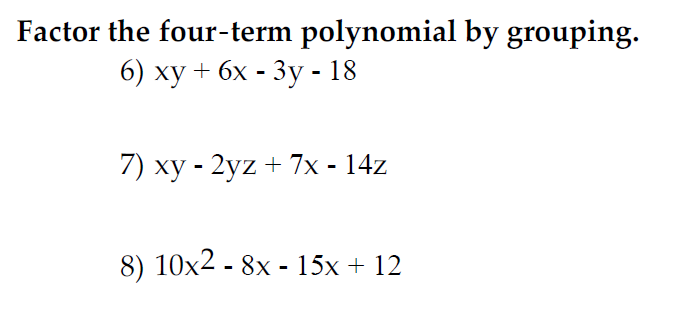 Factor the four-term polynomial by grouping.
6) xy + 6x - 3y - 18
7) xy - 2yz + 7x - 14z
8) 10x2 - 8x - 15x + 12